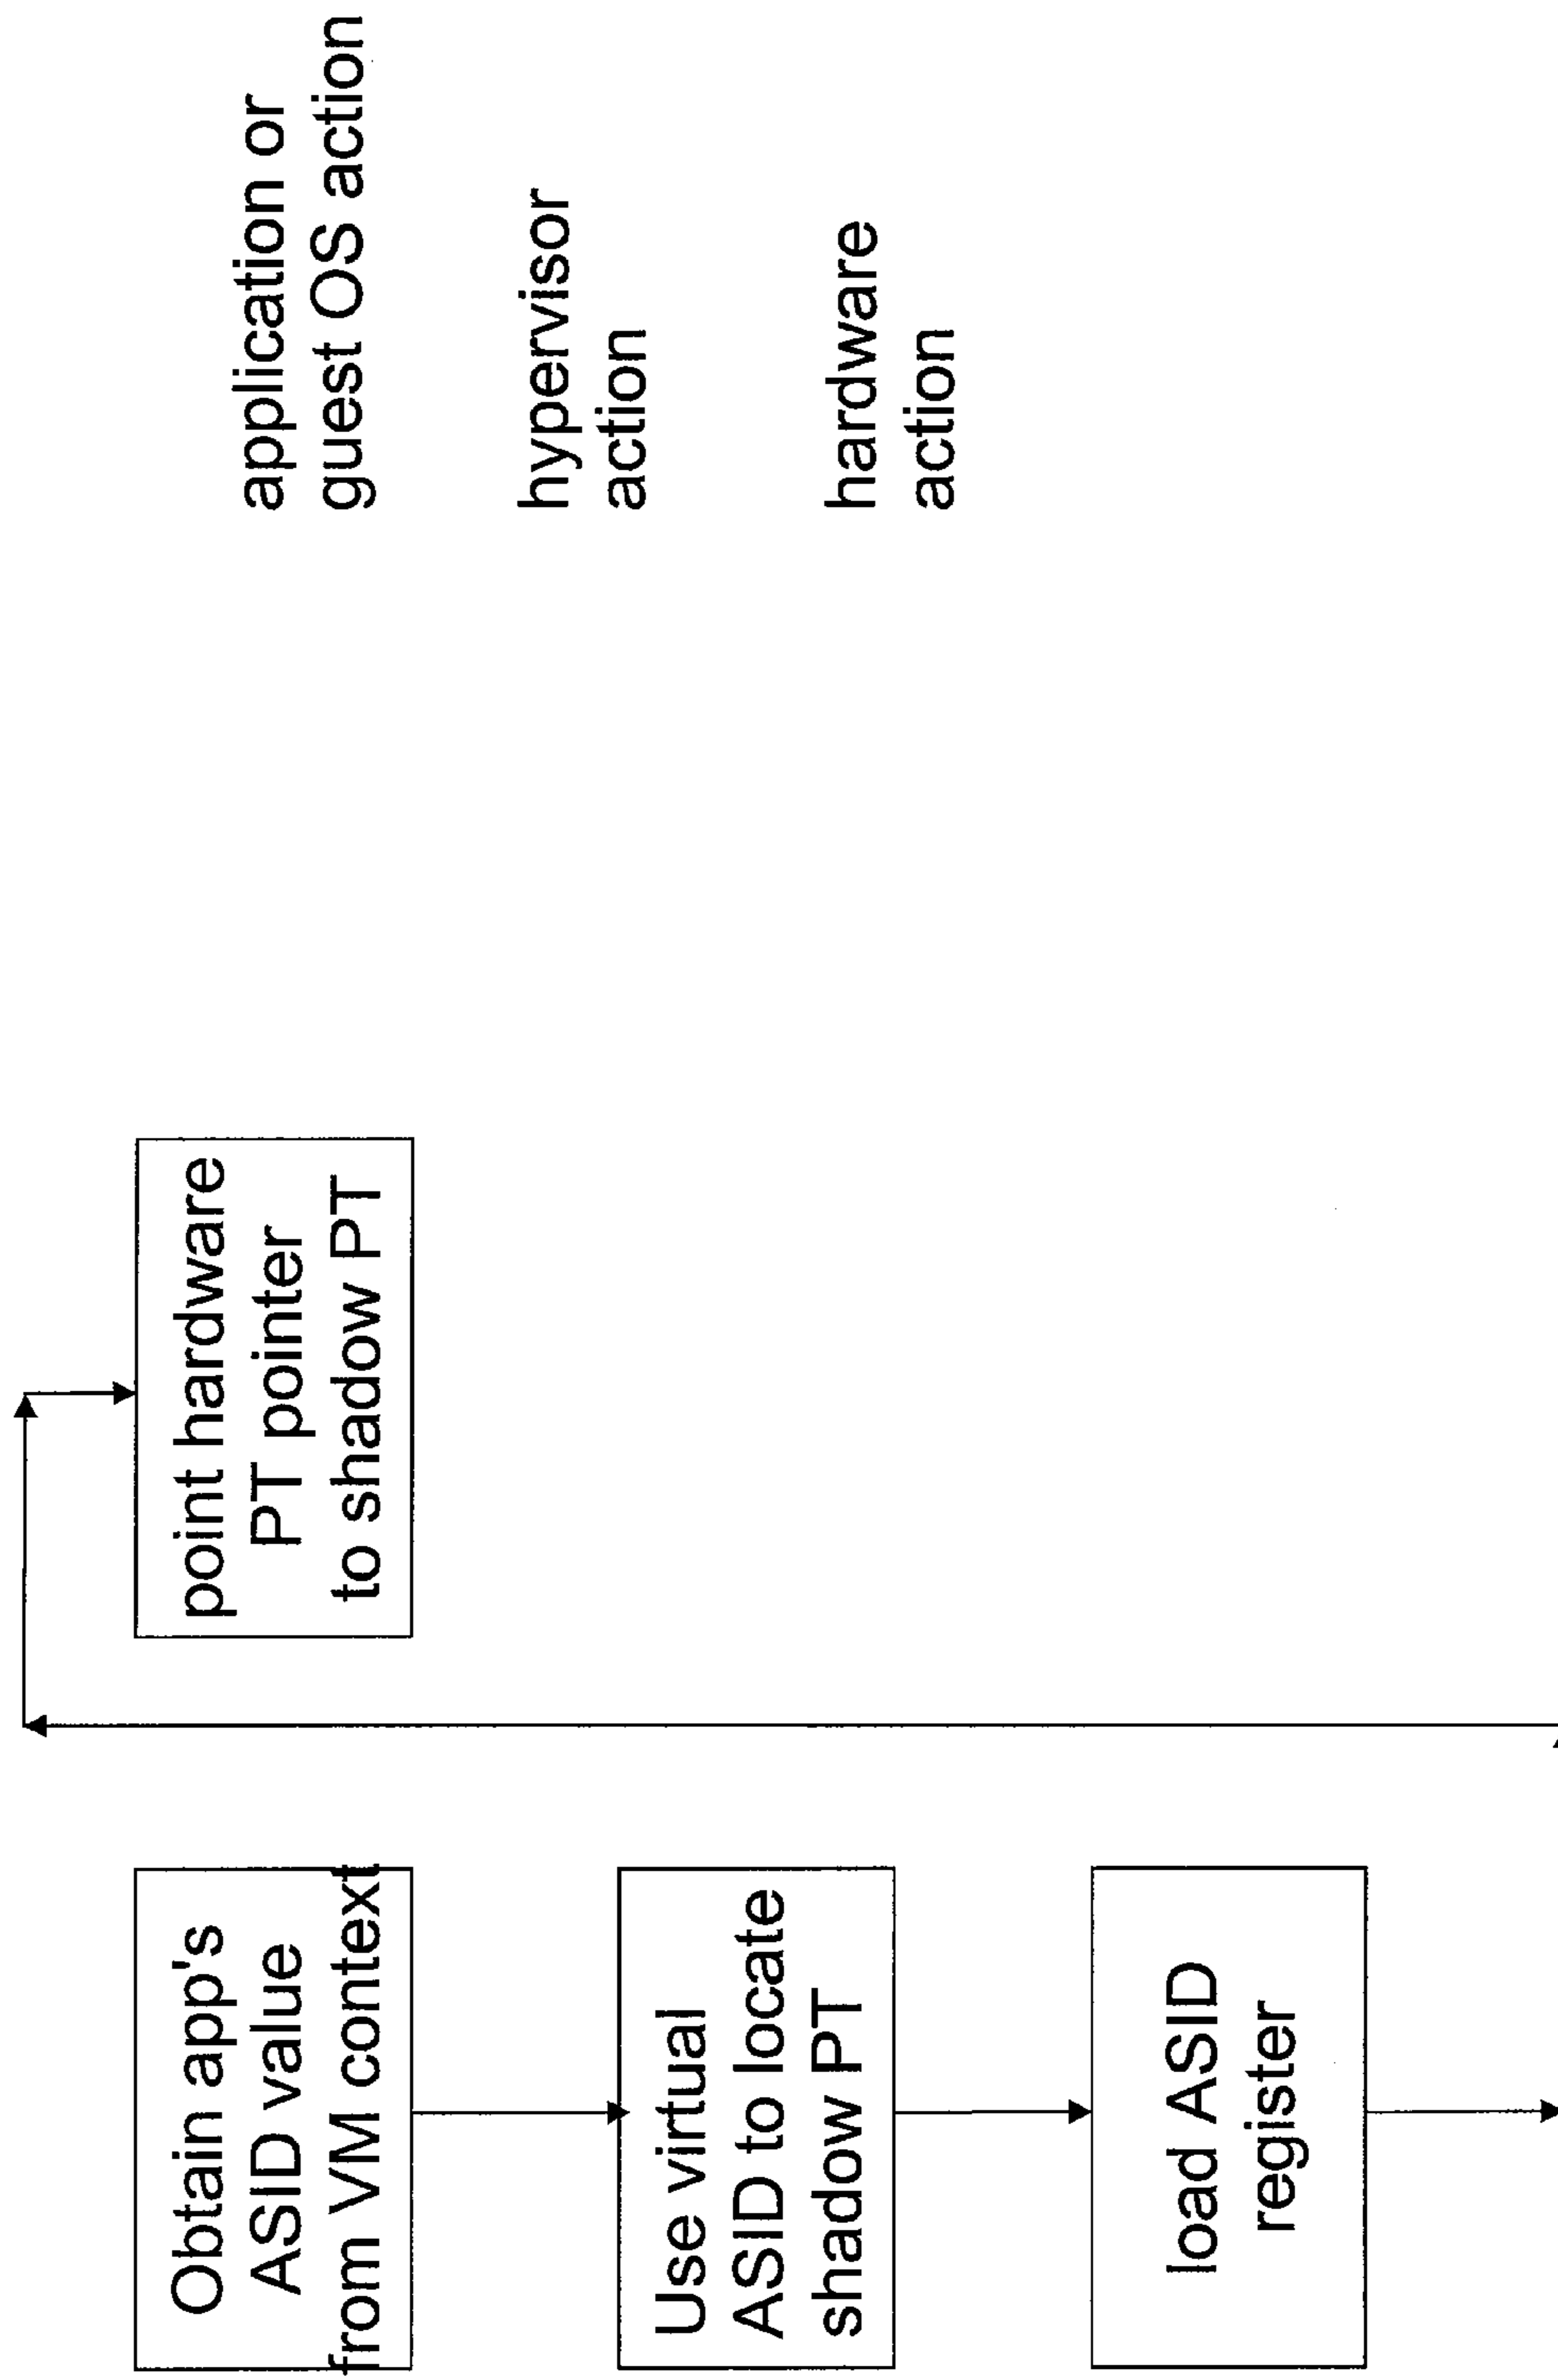 Obtain app's
ASID value
from VM context
Use virtual
ASID to locate
shadow PT
load ASID
register
point hardware
PT pointer
to shadow PT
application or
guest OS action
hypervisor
action
hardware
action